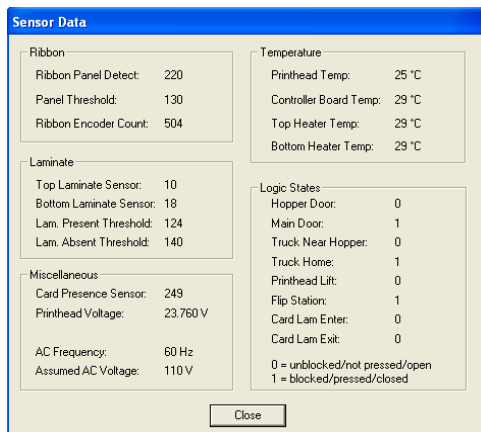 Sensor Data
Ribbon
Ribbon Panel Detect: 220
Panel Threshold: 130
Ribbon Encoder Count: 504
Laminate
Top Laminate Sensor: 10
Bottom Laminate Sensor: 18
Lam. Present Threshold: 124
Lam. Absent Threshold: 140
Miscellaneous
Card Presence Sensor: 249
Printhead Voltage: 23.760 V
AC Frequency: 60 Hz
Assumed AC Voltage: 110 V
Temperature
Printhead Temp: 25 °C
Controller Board Temp: 29 °C
Top Heater Temp: 29 °C
Bottom Heater Temp: 29 °C
Logic States
Hopper Door: 0
Main Door: 1
Truck Near Hopper: 0
Truck Home: 1
Printhead Lift: 0
Flip Station: 1
Card Lam Enter: 0
Card Lam Exit: 0
0 = unblocked/not pressed/open
1 = blocked/pressed/closed
Close